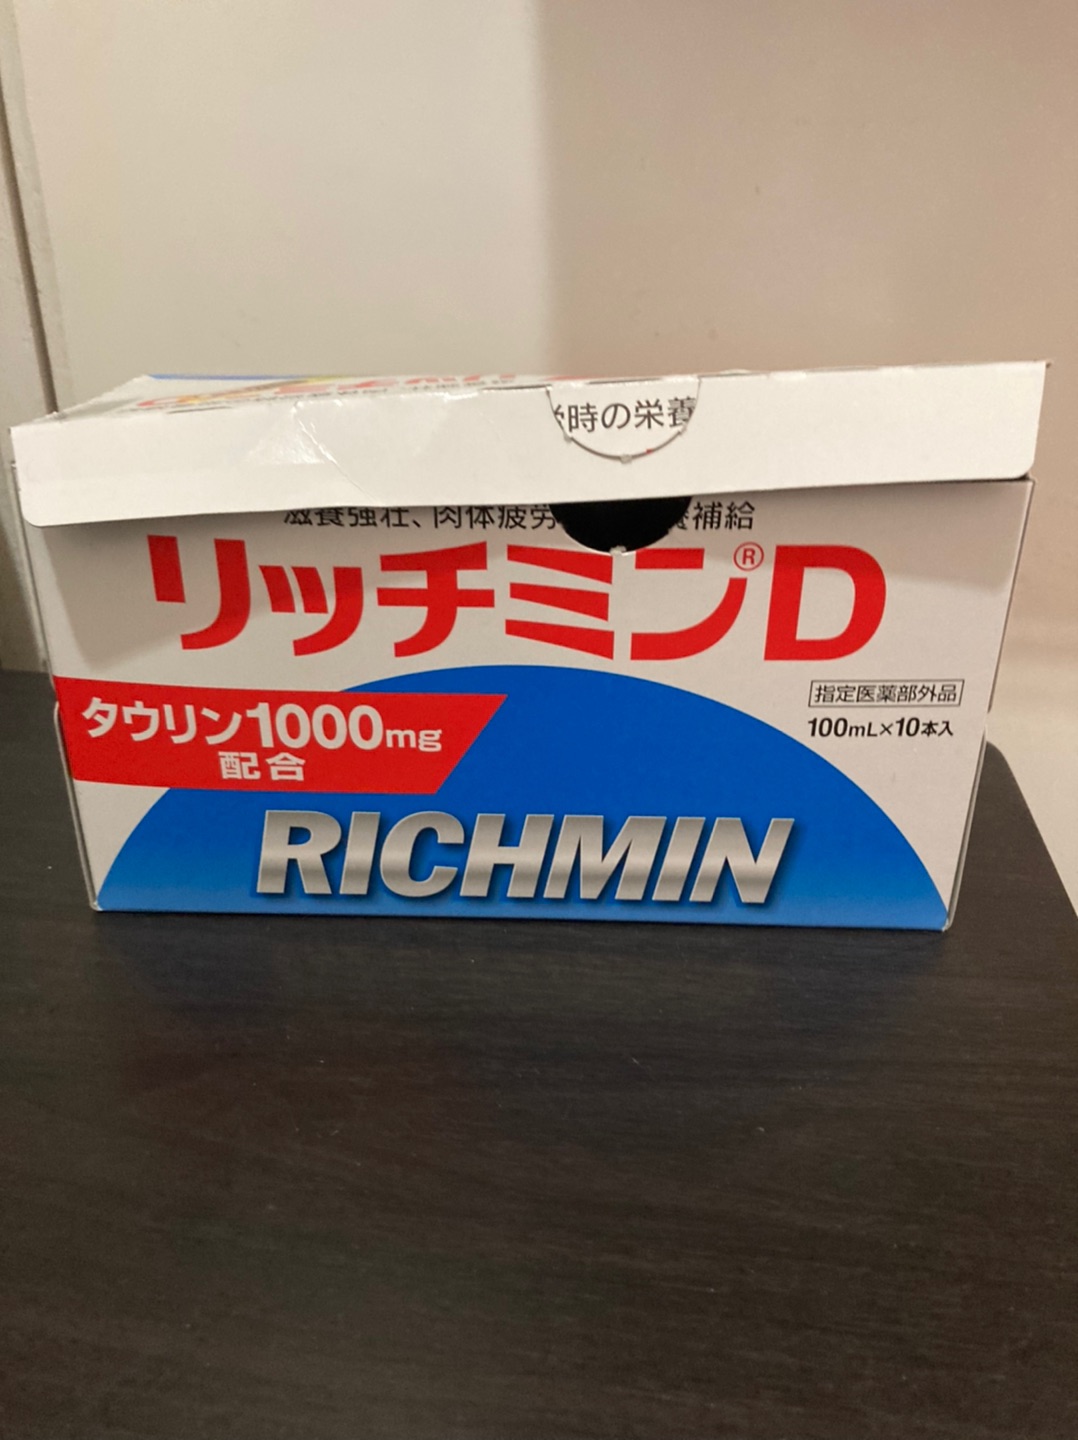 時の栄養
滋養強壮、肉体疲労
補給
リッチミン®D
タウリン1000mg
配合
指定医薬部外品
100mL×10本入
RICHMIN